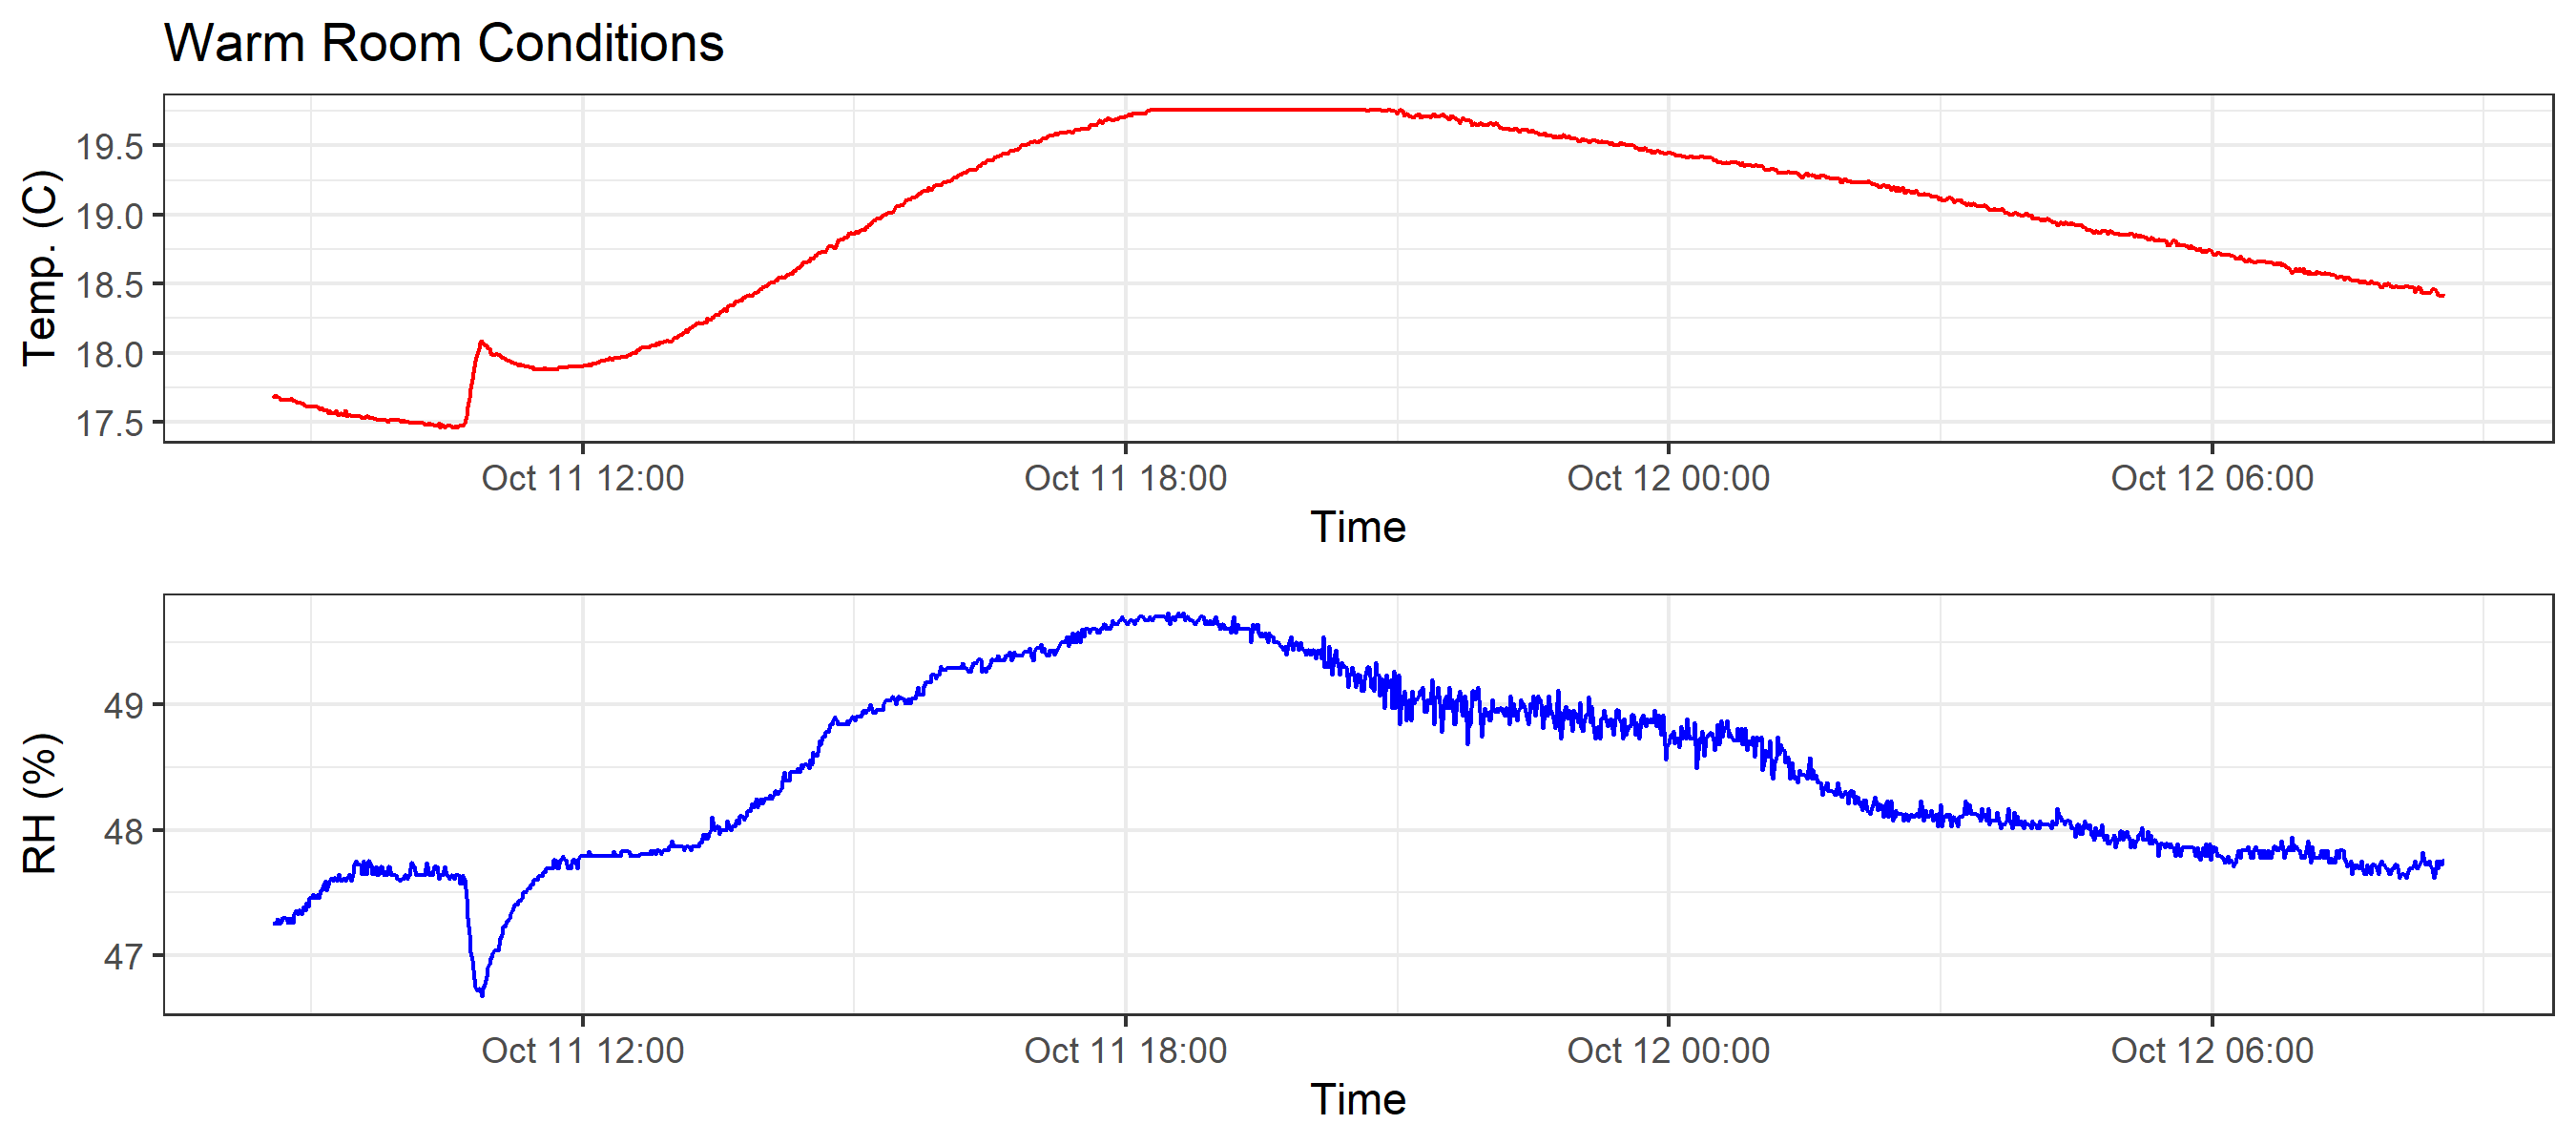 Warm Room Conditions
Temp. (C)
19.5
19.0
18.5
18.0
17.5
Oct 11 12:00 Oct 11 18:00 Oct 12 00:00 Oct 12 06:00
Time
RH (%)
49
48
47
Oct 11 12:00 Oct 11 18:00 Oct 12 00:00 Oct 12 06:00
Time